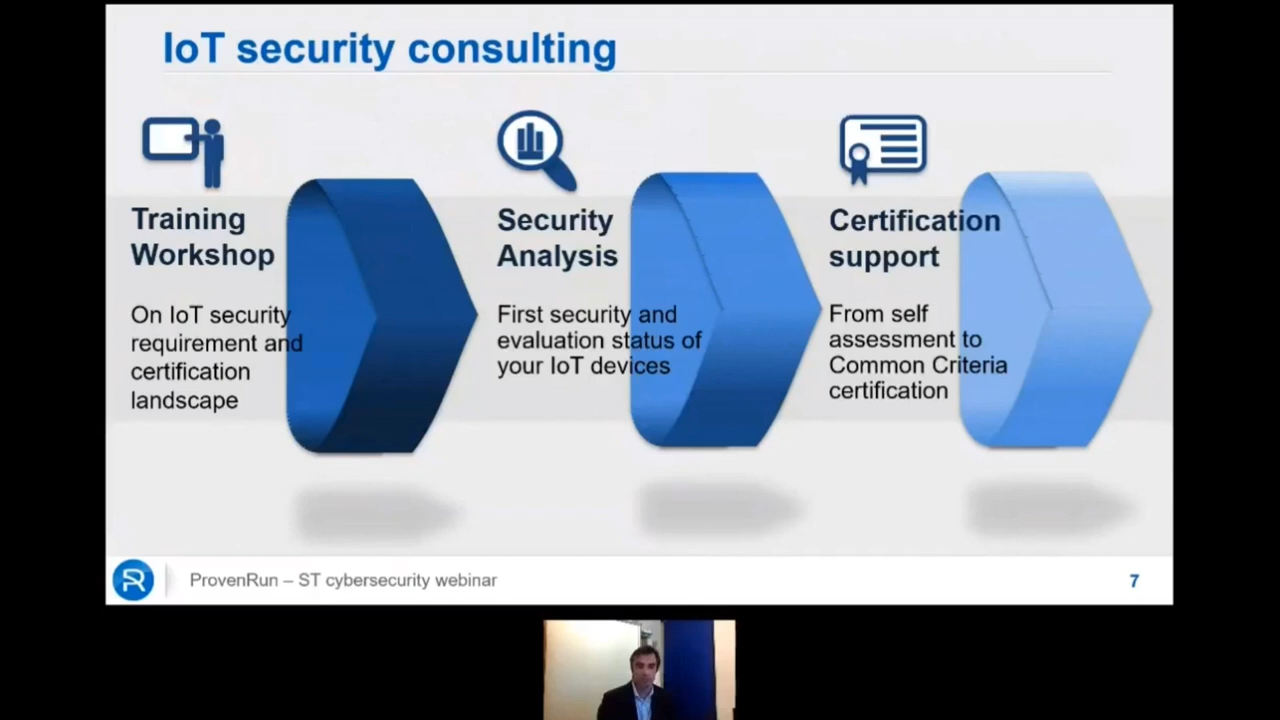 IoT security consulting
Training
Workshop
On IoT security
requirement and
certification
landscape
Security
Analysis
First security and
evaluation status of
your IoT devices
Certification
support
From self
assessment to
Common Criteria
certification
ProvenRun – ST cybersecurity webinar
7